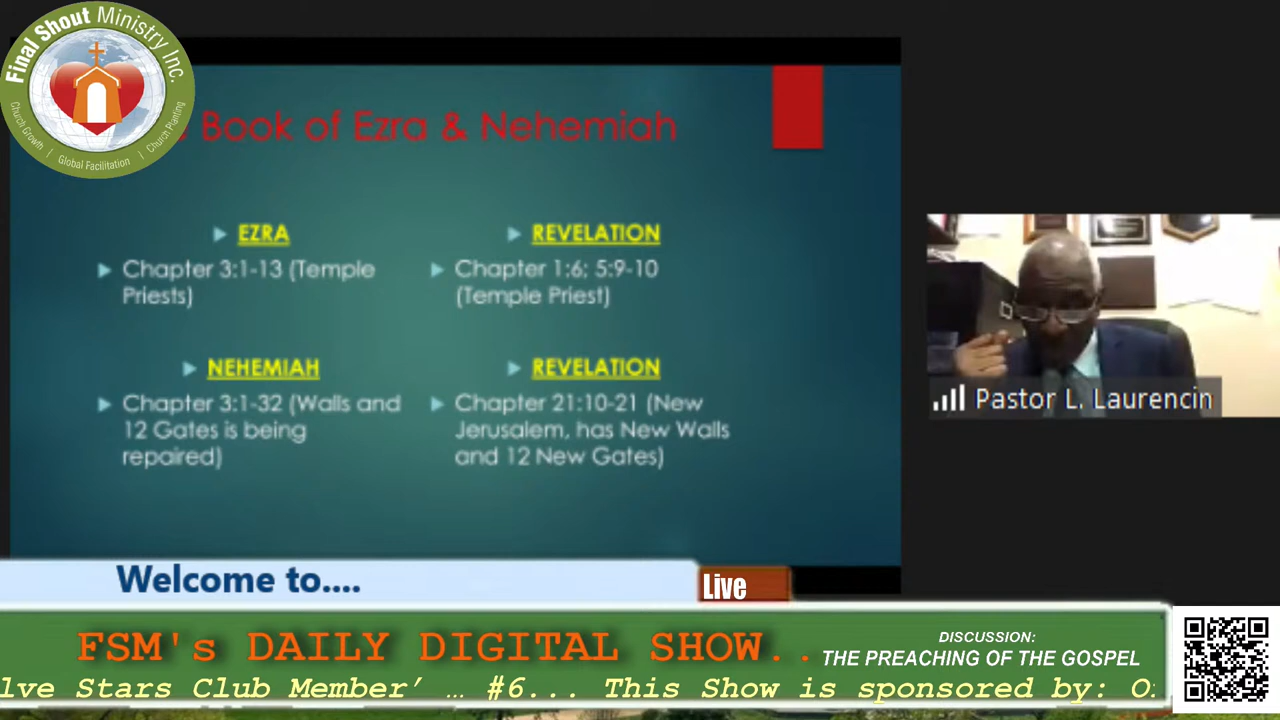 Final Shout Ministry Inc.
Church Growth / Global Facilitation \ Church Planting
Book of Ezra & Nehemiah
EZRA
Chapter 3:1-13 (Temple
Priests)
REVELATION
Chapter 1:6; 5:9-10
(Temple Priest)
NEHEMIAH
Chapter 3:1-32 (Walls and
12 Gates is being
repaired)
REVELATION
Chapter 21:10-21 (New
Jerusalem, has New Walls
and 12 New Gates)
Pastor L. Laurencin
Welcome to....
Live
FSM's DAILY DIGITAL SHOW..
DISCUSSION:
THE PREACHING OF THE GOSPEL
lve Stars Club Member’ … #6... This Show is sponsored by: